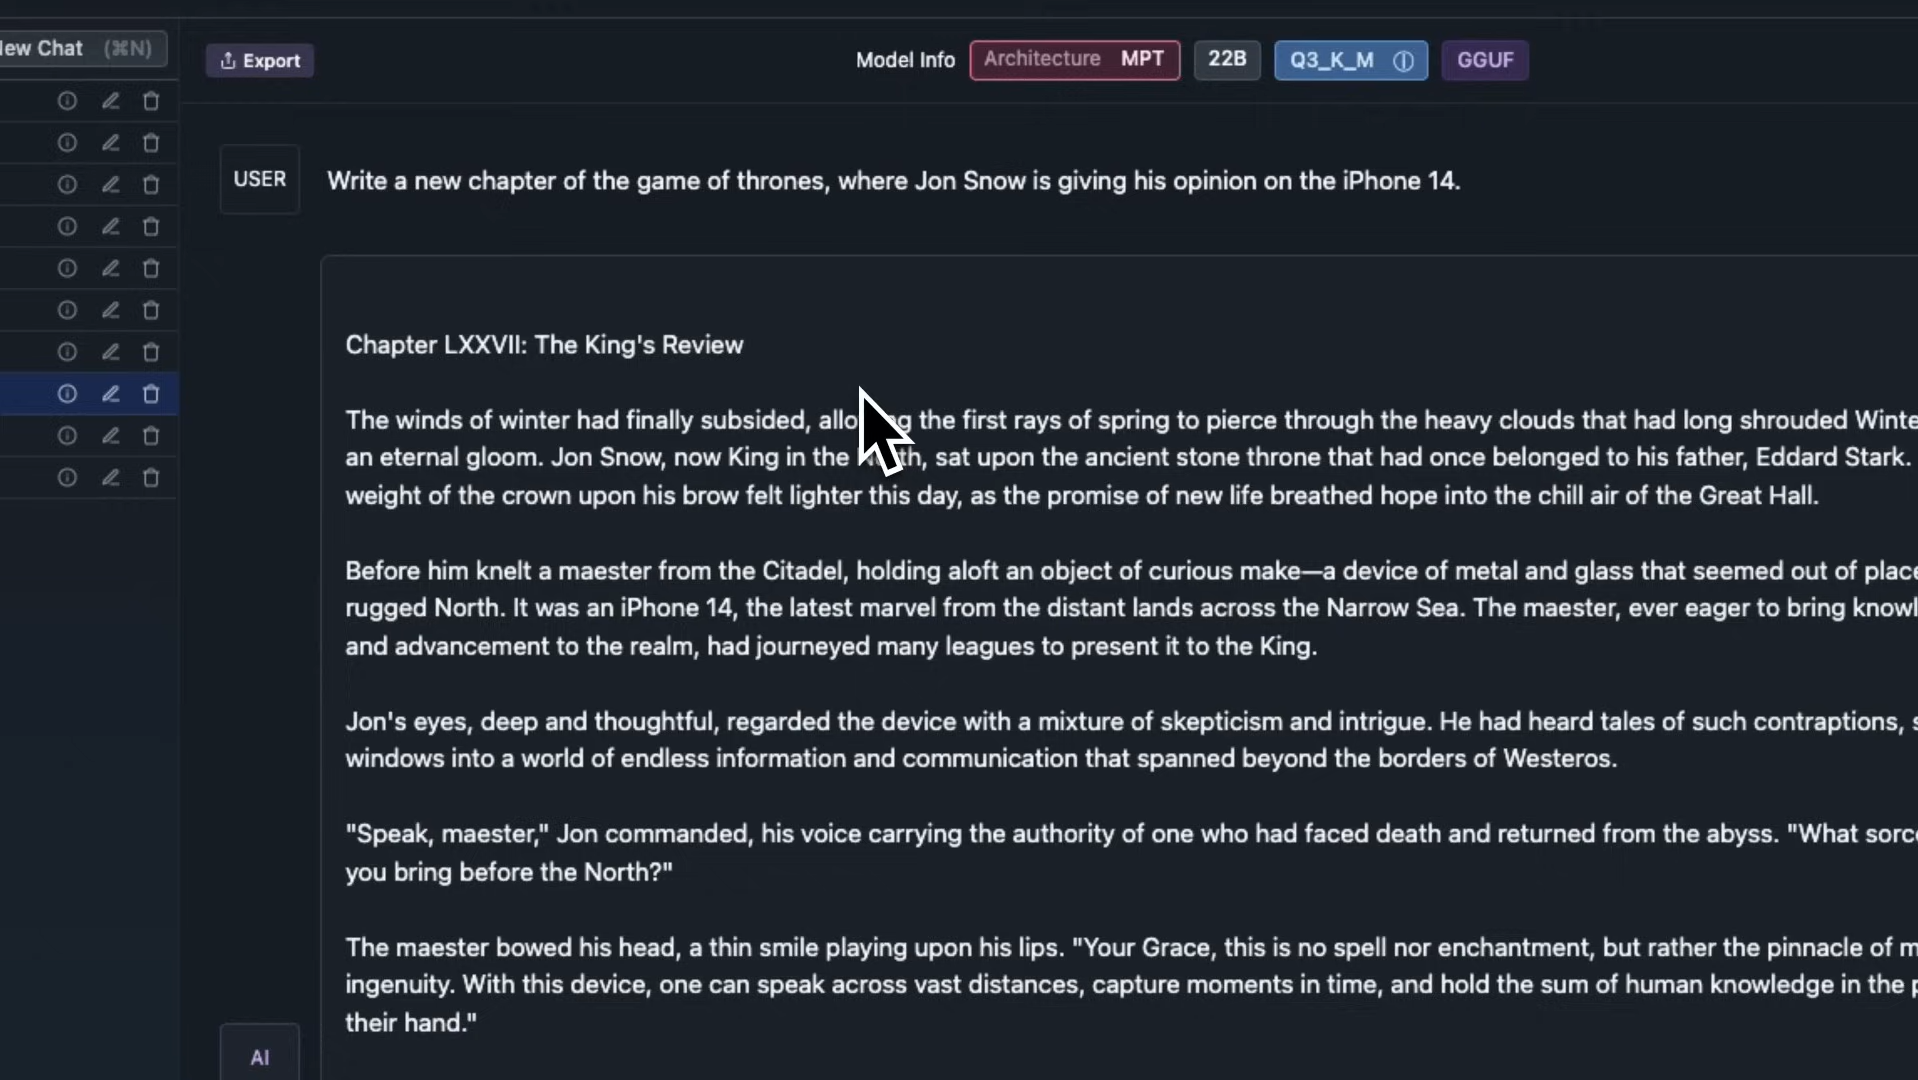 New Chat (⌘N)
Export
Model Info Architecture MPT 22B Q3_K_M GGUF
USER
Write a new chapter of the game of thrones, where Jon Snow is giving his opinion on the iPhone 14.
Chapter LXXVII: The King's Review
The winds of winter had finally subsided, allowing the first rays of spring to pierce through the heavy clouds that had long shrouded
an eternal gloom. Jon Snow, now King in the North, sat upon the ancient stone throne that had once belonged to his father, Eddard Stark.
weight of the crown upon his brow felt lighter this day, as the promise of new life breathed hope into the chill air of the Great Hall.
Before him knelt a maester from the Citadel, holding aloft an object of curious make—a device of metal and glass that seemed out of place
rugged North. It was an iPhone 14, the latest marvel from the distant lands across the Narrow Sea. The maester, ever eager to bring
and advancement to the realm, had journeyed many leagues to present it to the King.
Jon's eyes, deep and thoughtful, regarded the device with a mixture of skepticism and intrigue. He had heard tales of such contraptions,
windows into a world of endless information and communication that spanned beyond the borders of Westeros.
"Speak, maester," Jon commanded, his voice carrying the authority of one who had faced death and returned from the abyss. "What
you bring before the North?"
The maester bowed his head, a thin smile playing upon his lips. "Your Grace, this is no spell nor enchantment, but rather the pinnacle of
ingenuity. With this device, one can speak across vast distances, capture moments in time, and hold the sum of human knowledge in the
their hand."
AI